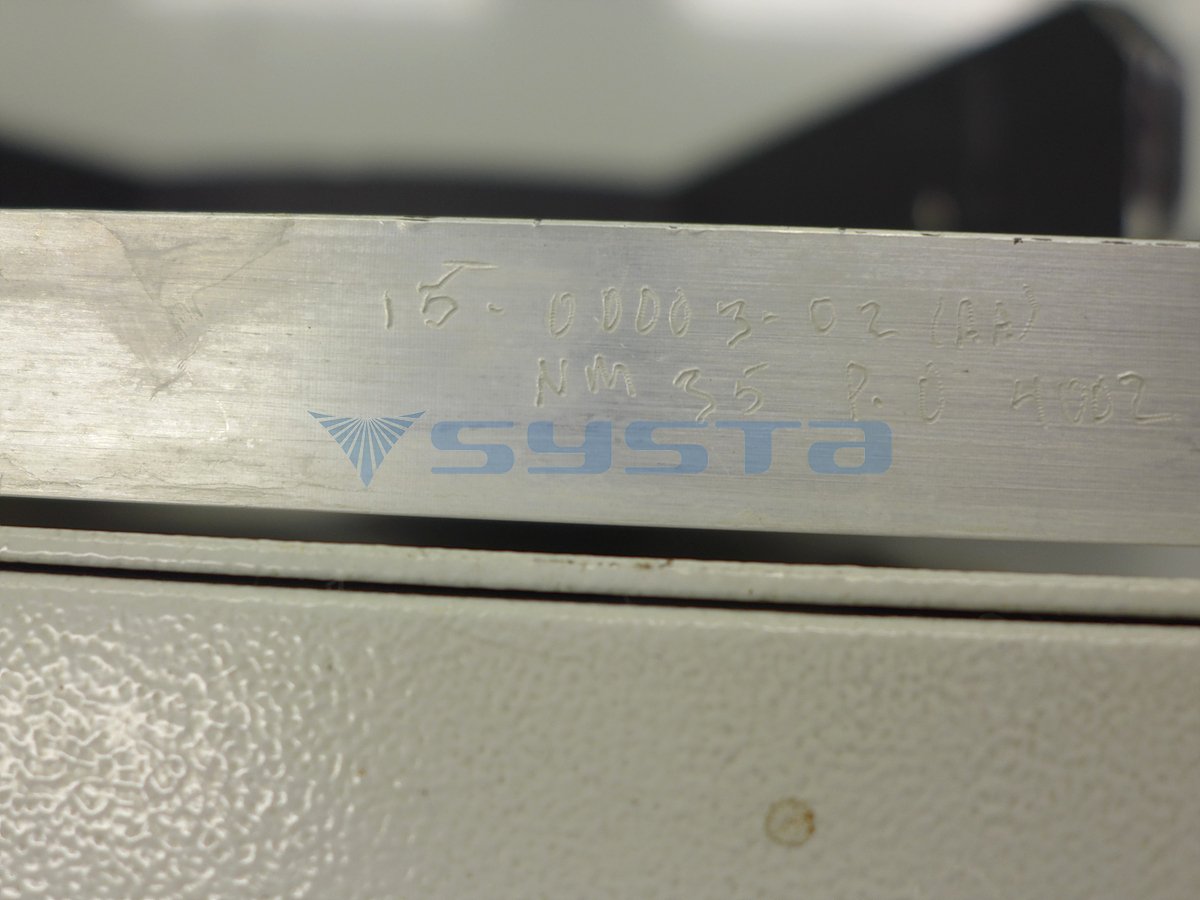 15-00003-02 (AA)
NM 35 P.O 4002
SYSTA